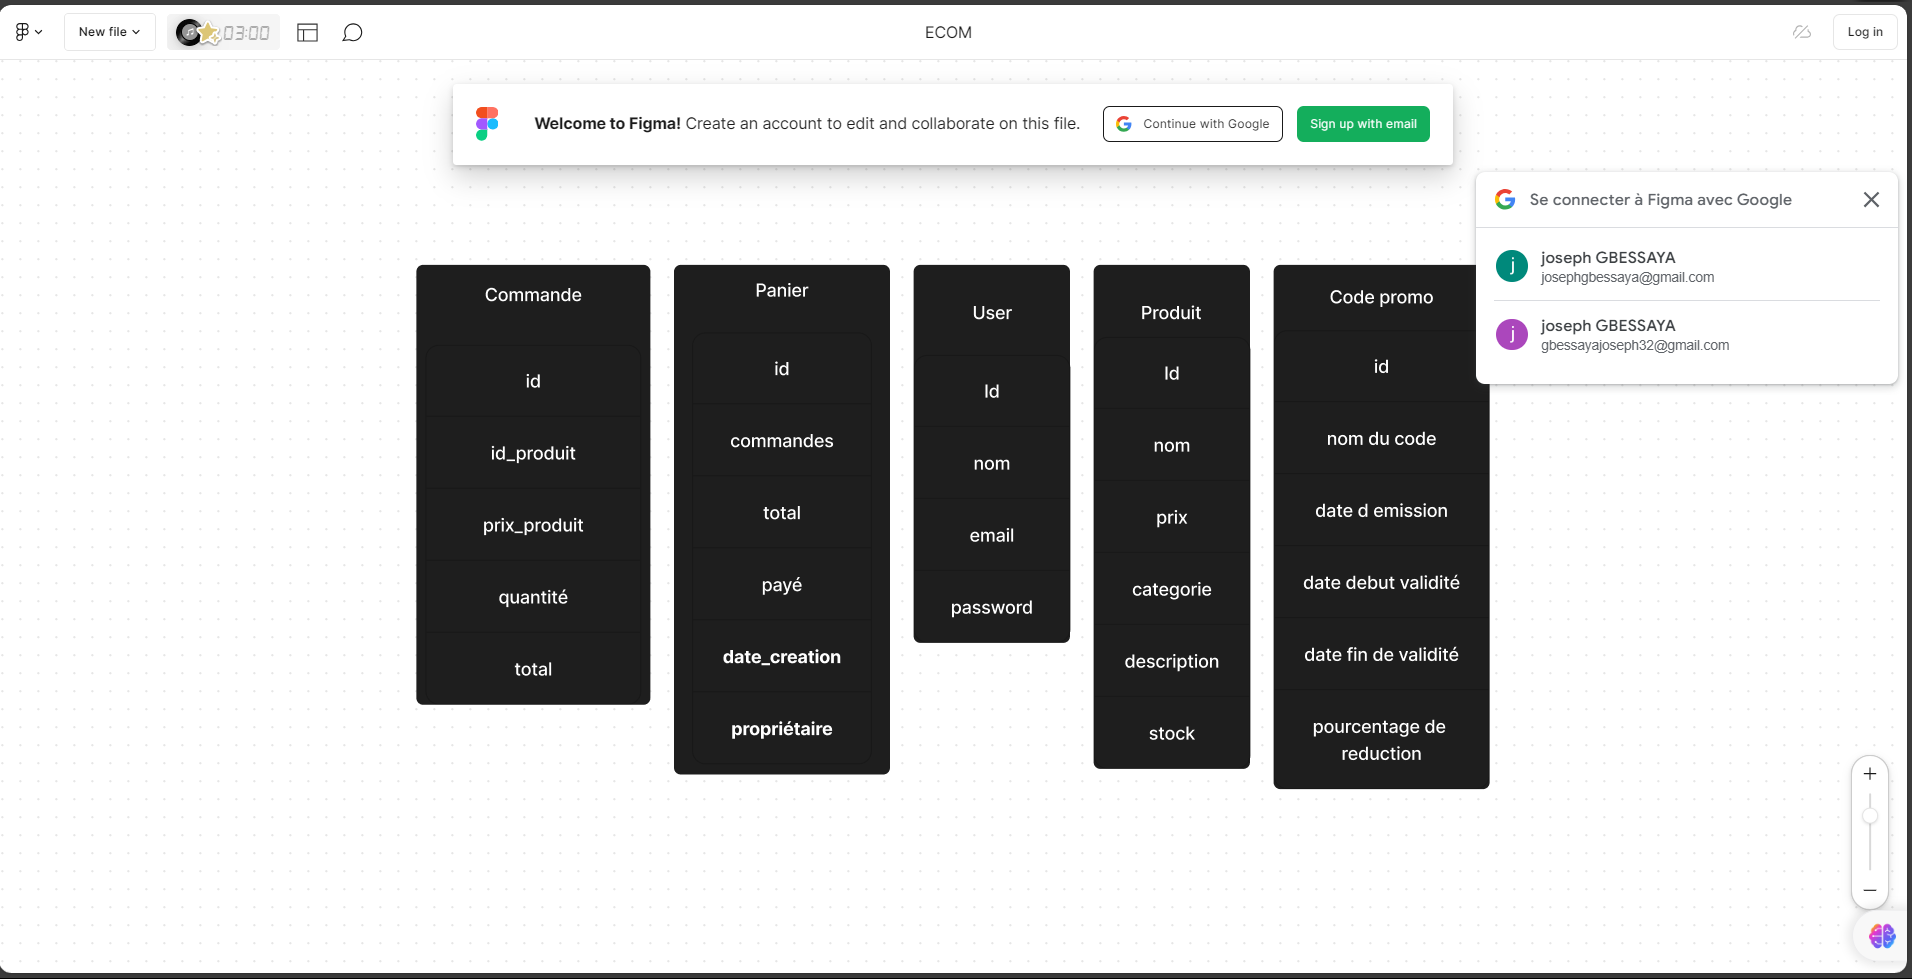 New file
03:00
ECOM
Log in
Welcome to Figma! Create an account to edit and collaborate on this file.
Continue with Google
Sign up with email
Se connecter à Figma avec Google
j
joseph GBESSAYA
josephgbessaya@gmail.com
j
joseph GBESSAYA
gbessayajoseph32@gmail.com
Commande
id
id_produit
prix_produit
quantité
total
Panier
id
commandes
total
payé
date_creation
propriétaire
User
Id
nom
email
password
Produit
Id
nom
prix
categorie
description
stock
Code promo
id
nom du code
date d emission
date debut validité
date fin de validité
pourcentage de
reduction